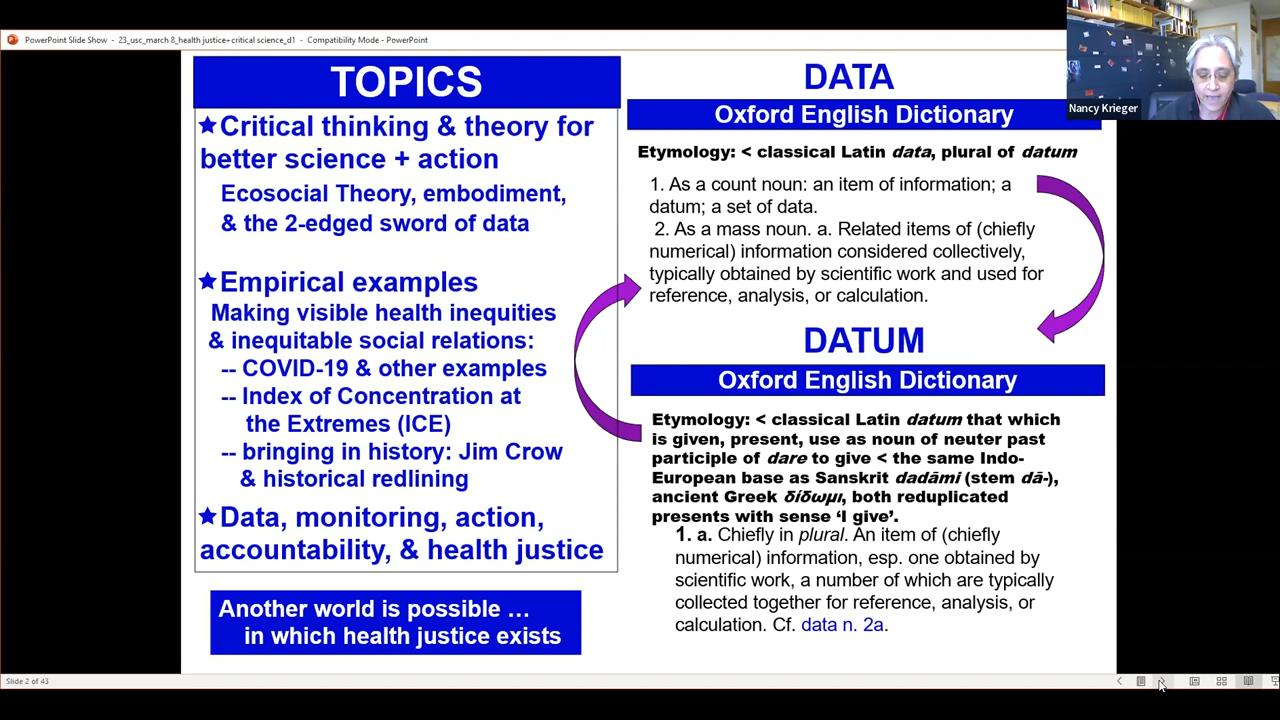 PowerPoint Slide Show - 23_usc_march 8_health justice+critical science_d1 - Compatibility Mode - PowerPoint
Nancy Krieger
TOPICS
★Critical thinking & theory for
better science + action
Ecosocial Theory, embodiment,
& the 2-edged sword of data
★Empirical examples
Making visible health inequities
& inequitable social relations:
-- COVID-19 & other examples
-- Index of Concentration at
the Extremes (ICE)
-- bringing in history: Jim Crow
& historical redlining
★Data, monitoring, action,
accountability, & health justice
Another world is possible …
in which health justice exists
DATA
Oxford English Dictionary
Etymology: < classical Latin data, plural of datum
1. As a count noun: an item of information; a
datum; a set of data.
2. As a mass noun. a. Related items of (chiefly
numerical) information considered collectively,
typically obtained by scientific work and used for
reference, analysis, or calculation.
DATUM
Oxford English Dictionary
Etymology: < classical Latin datum that which
is given, present, use as noun of neuter past
participle of dare to give < the same Indo-
European base as Sanskrit dadāmi (stem dā-),
ancient Greek δίδωμι, both reduplicated
presents with sense ‘I give’.
1. a. Chiefly in plural. An item of (chiefly
numerical) information, esp. one obtained by
scientific work, a number of which are typically
collected together for reference, analysis, or
calculation. Cf. data n. 2a.
Slide 2 of 43